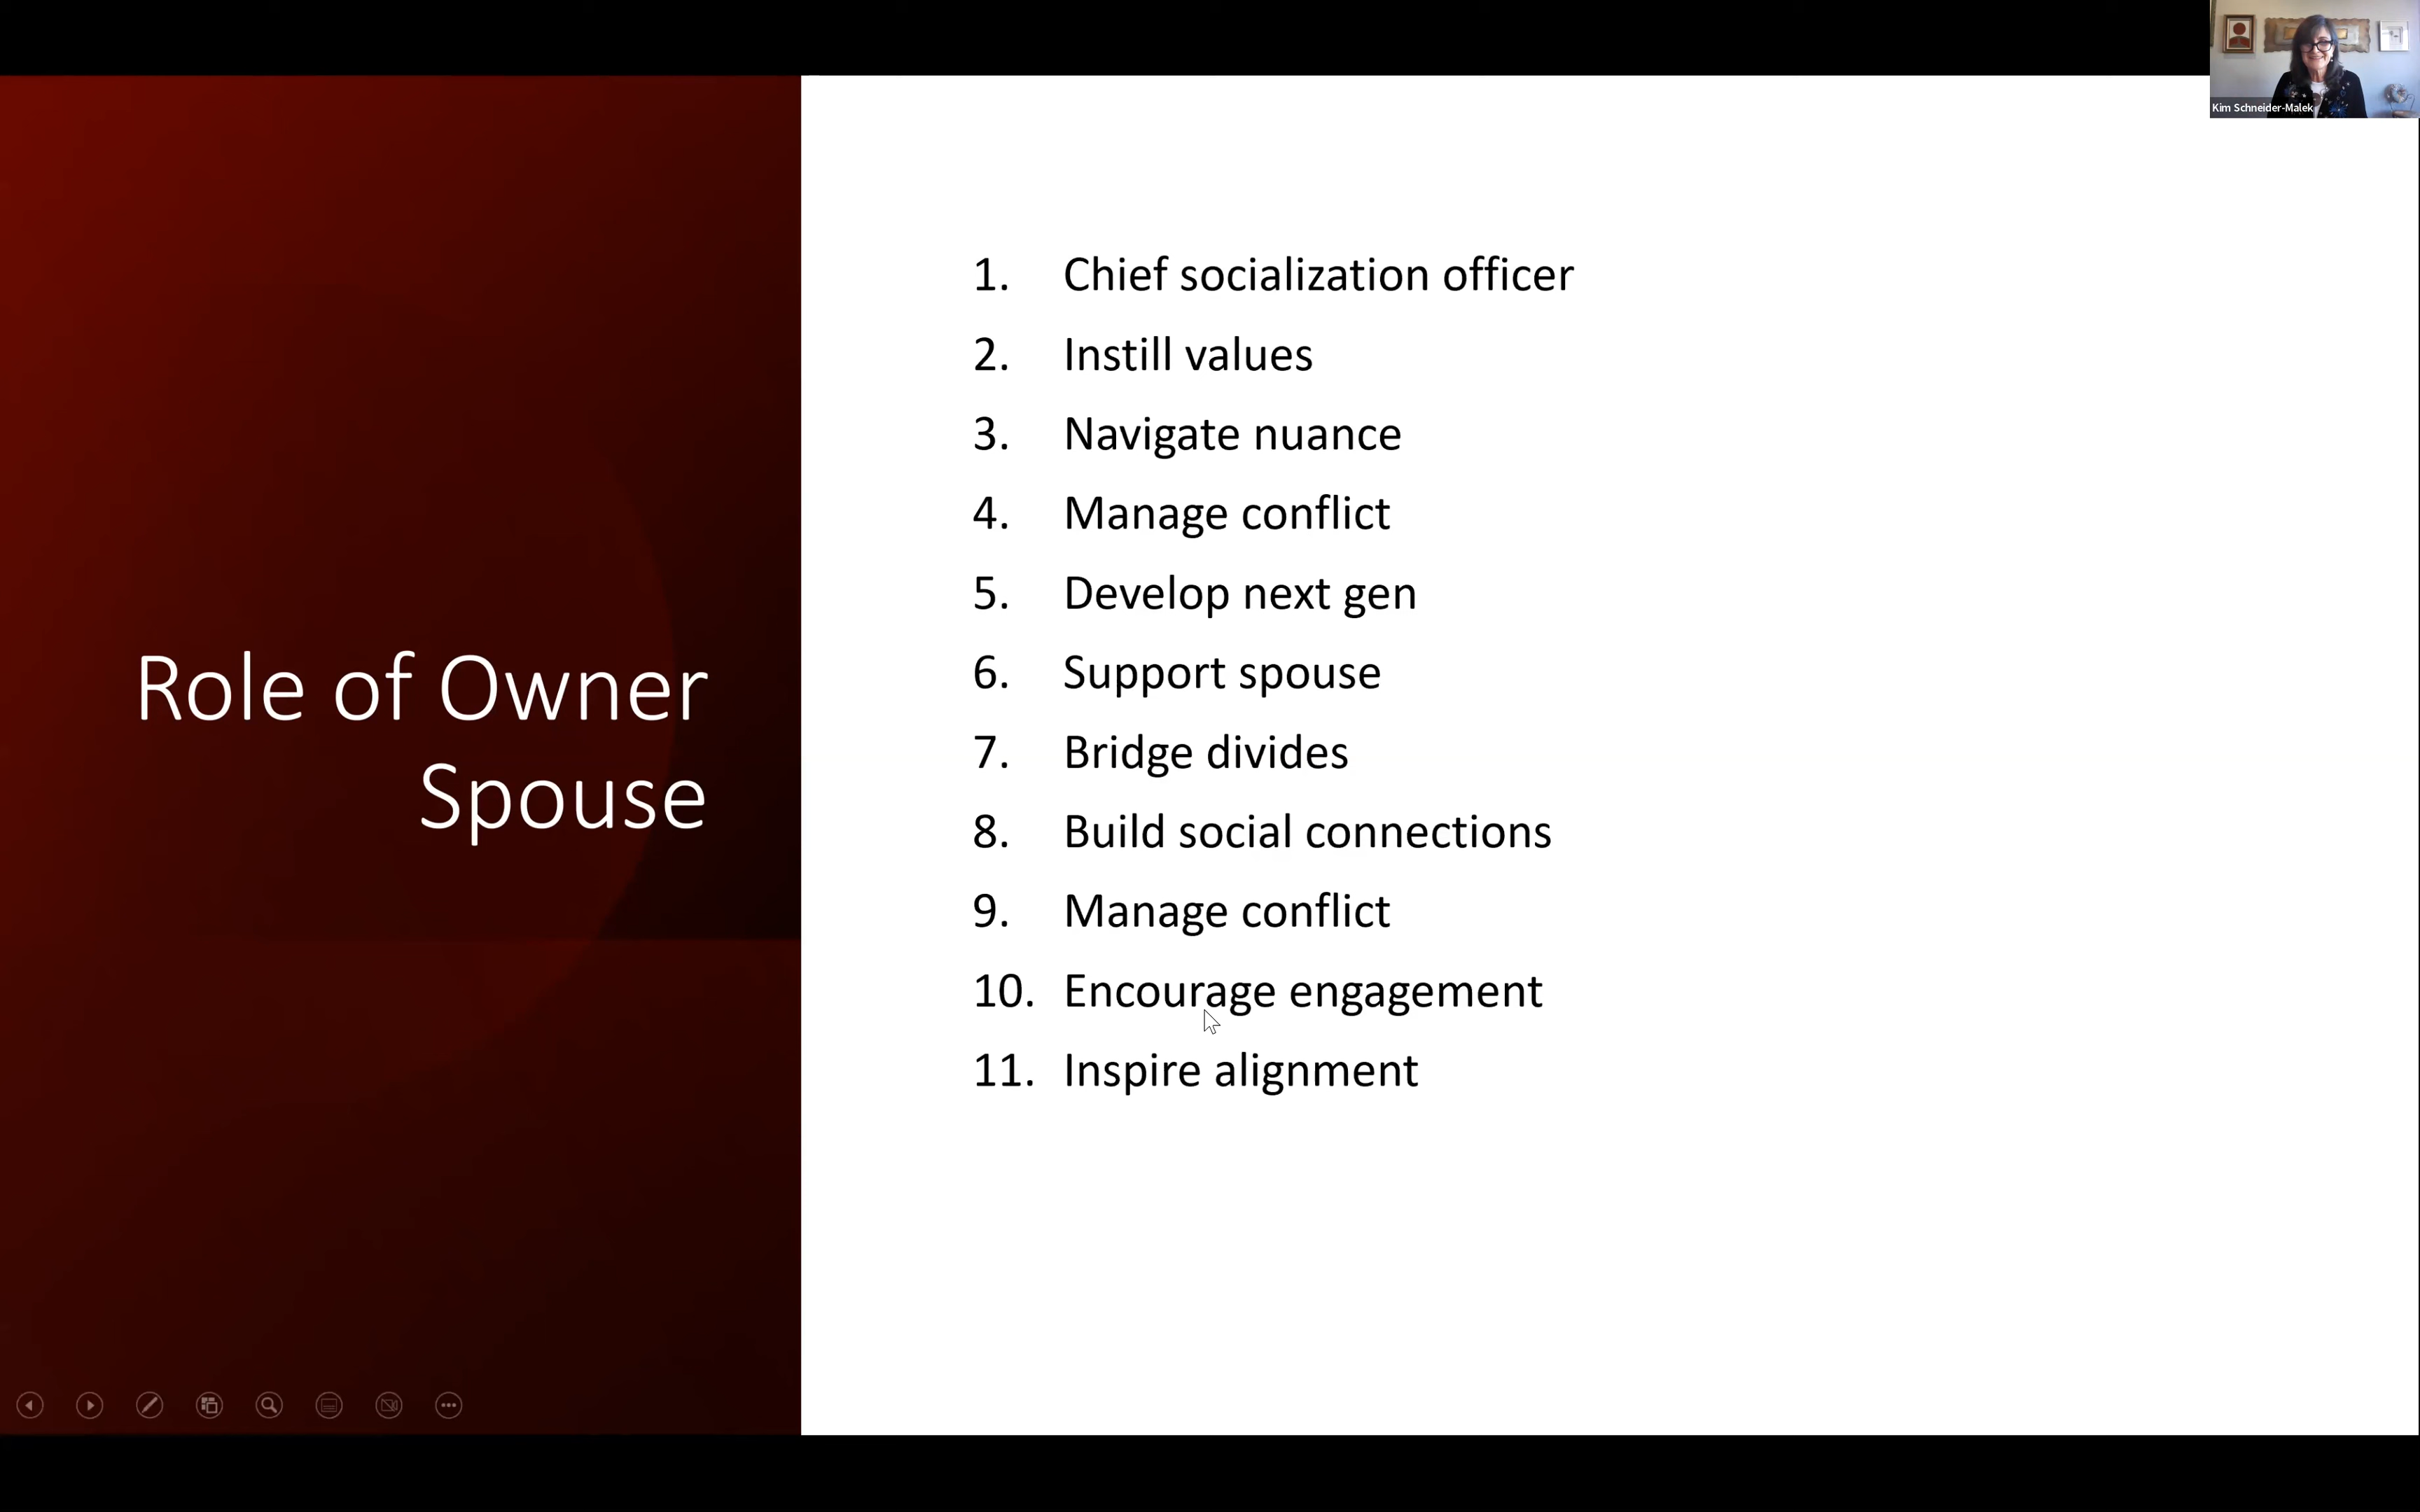 Kim Schneider-Malek
Role of Owner
Spouse
1. Chief socialization officer
2. Instill values
3. Navigate nuance
4. Manage conflict
5. Develop next gen
6. Support spouse
7. Bridge divides
8. Build social connections
9. Manage conflict
10. Encourage engagement
11. Inspire alignment